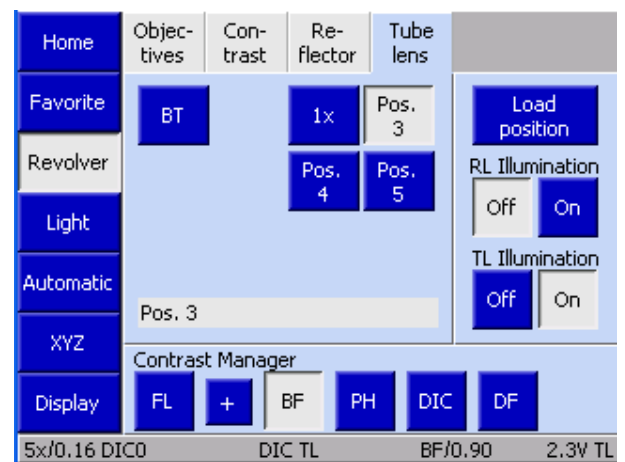 Home
Favorite
Revolver
Light
Automatic
XYZ
Display
Objec-
tives
Con-
trast
Re-
flector
Tube
lens
BT
1x
Pos.
3
Pos.
4
Pos.
5
Pos. 3
Load
position
RL Illumination
Off On
TL Illumination
Off On
Contrast Manager
FL + BF PH DIC DF
5x/0.16 DIC0 DIC TL BF/0.90 2.3V TL